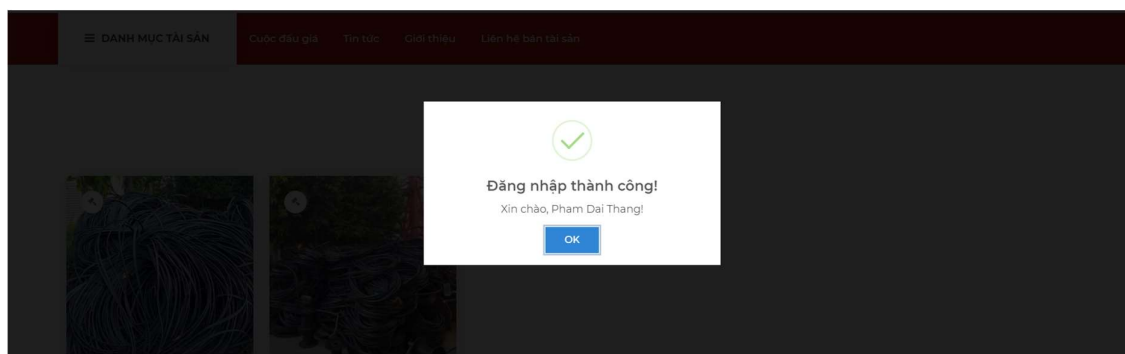 ☰ DANH MỤC TÀI SẢN Cuộc đấu giá Tin tức Giới thiệu Liên hệ bán tài sản
Đăng nhập thành công!
Xin chào, Pham Dai Thang!
OK